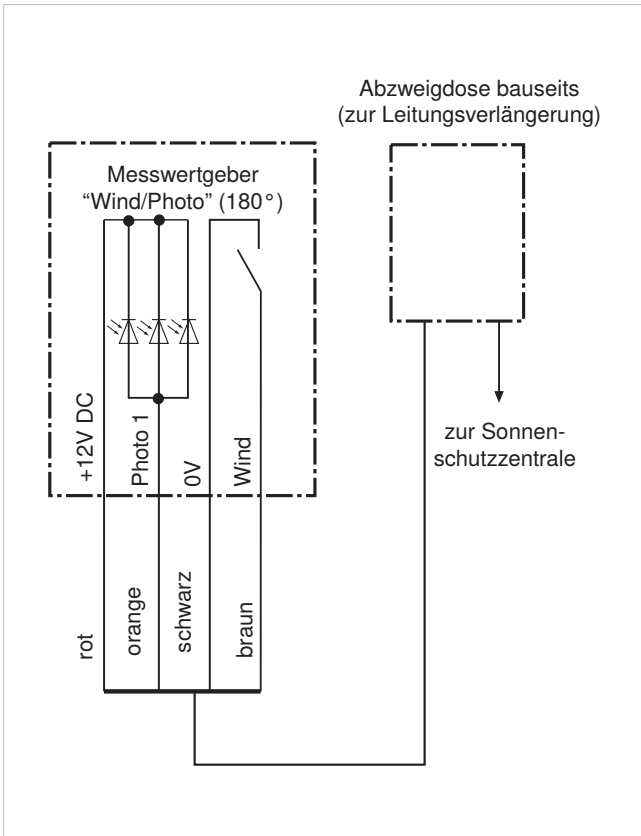 Abzweigdose bauseits
(zur Leitungsverlängerung)
Messwertgeber
“Wind/Photo” (180°)
+12V DC
Photo 1
0V
Wind
zur Sonnen-
schutzzentrale
rot
orange
schwarz
braun